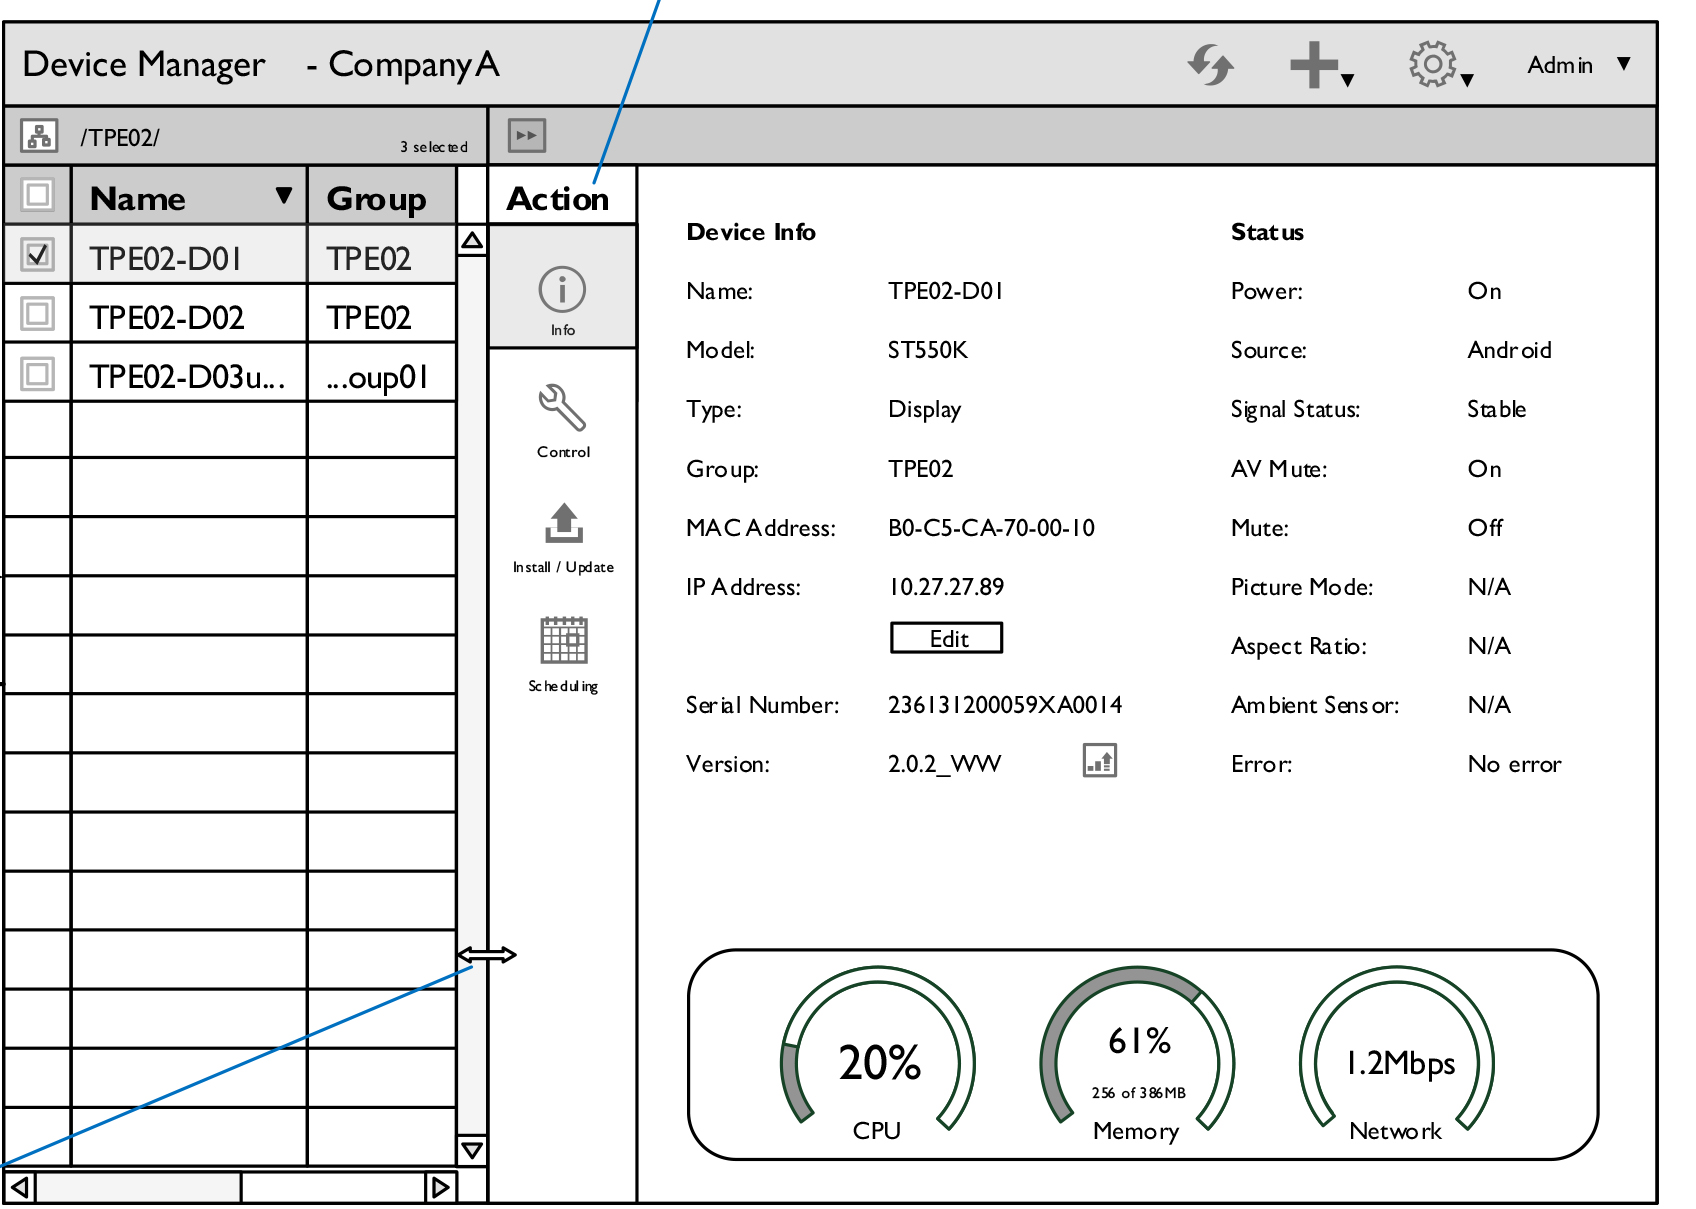 Device Manager - Company A
Admin
/TPE02/
3 selected
Name Group
TPE02-D01 TPE02
TPE02-D02 TPE02
TPE02-D03u... ...oup01
Action
Info
Control
Install / Update
Scheduling
Device Info
Name: TPE02-D01
Model: ST550K
Type: Display
Group: TPE02
MAC Address: B0-C5-CA-70-00-10
IP Address: 10.27.27.89
Edit
Serial Number: 236131200059XA0014
Version: 2.0.2_WW
Status
Power: On
Source: Android
Signal Status: Stable
AV Mute: On
Mute: Off
Picture Mode: N/A
Aspect Ratio: N/A
Ambient Sensor: N/A
Error: No error
20%
CPU
61%
256 of 386MB
Memory
1.2Mbps
Network